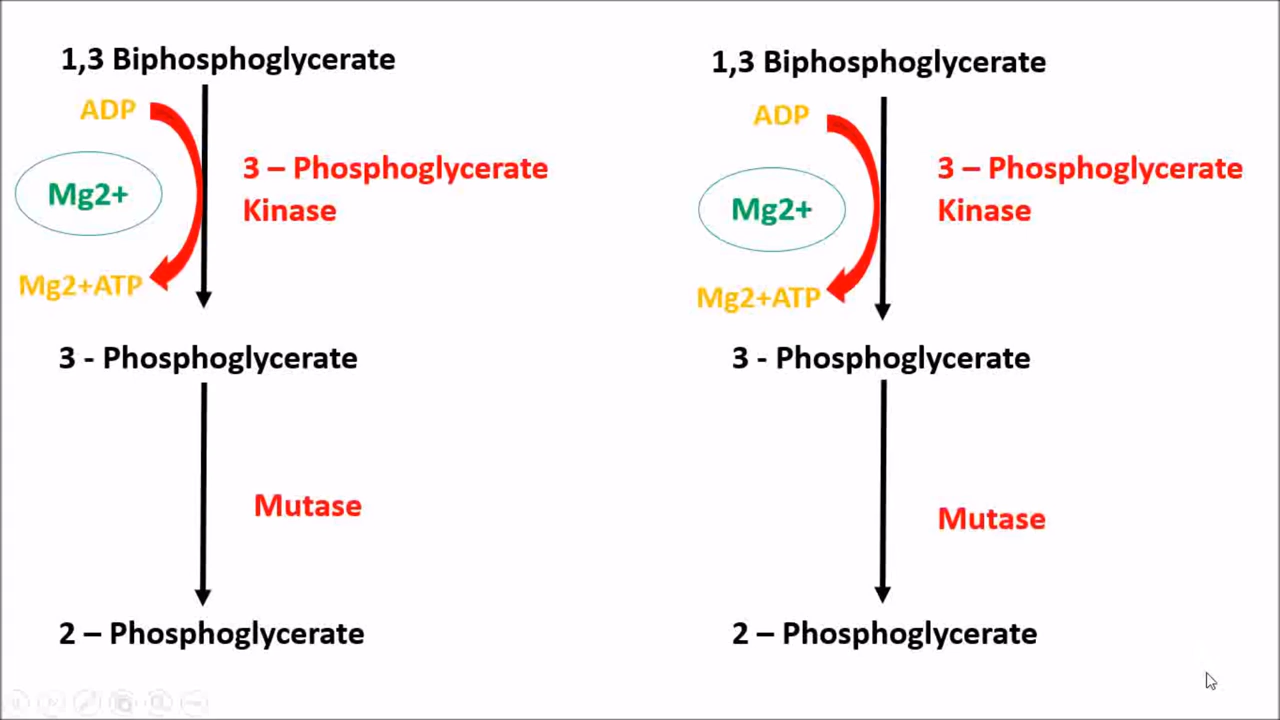 1,3 Biphosphoglycerate
ADP
Mg2+
3 – Phosphoglycerate
Kinase
Mg2+ATP
3 - Phosphoglycerate
Mutase
2 – Phosphoglycerate
1,3 Biphosphoglycerate
ADP
Mg2+
3 – Phosphoglycerate
Kinase
Mg2+ATP
3 - Phosphoglycerate
Mutase
2 – Phosphoglycerate